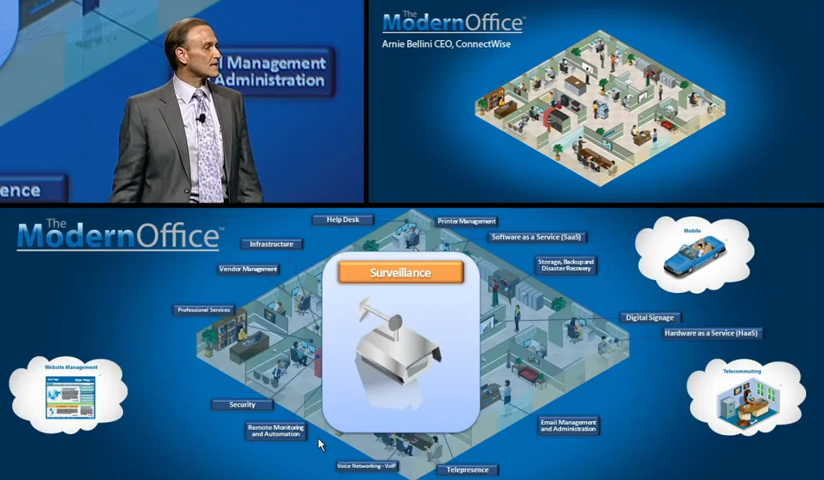 Management
Administration
ence
The
ModernOffice™
Arnie Bellini CEO, ConnectWise
The
ModernOffice™
Help Desk
Printer Management
Infrastructure
Software as a Service (SaaS)
Vendor Management
Storage, Backup and
Disaster Recovery
Surveillance
Mobile
Professional Services
Digital Signage
Hardware as a Service (HaaS)
Website Management
Telecommuting
Security
Remote Monitoring
and Automation
Email Management
and Administration
Voice Networking - VoIP
Telepresence